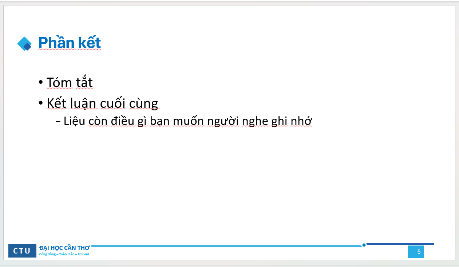 Phần kết
• Tóm tắt
• Kết luận cuối cùng
– Liệu còn điều gì bạn muốn người nghe ghi nhớ
CTU
ĐẠI HỌC CẦN THƠ
5